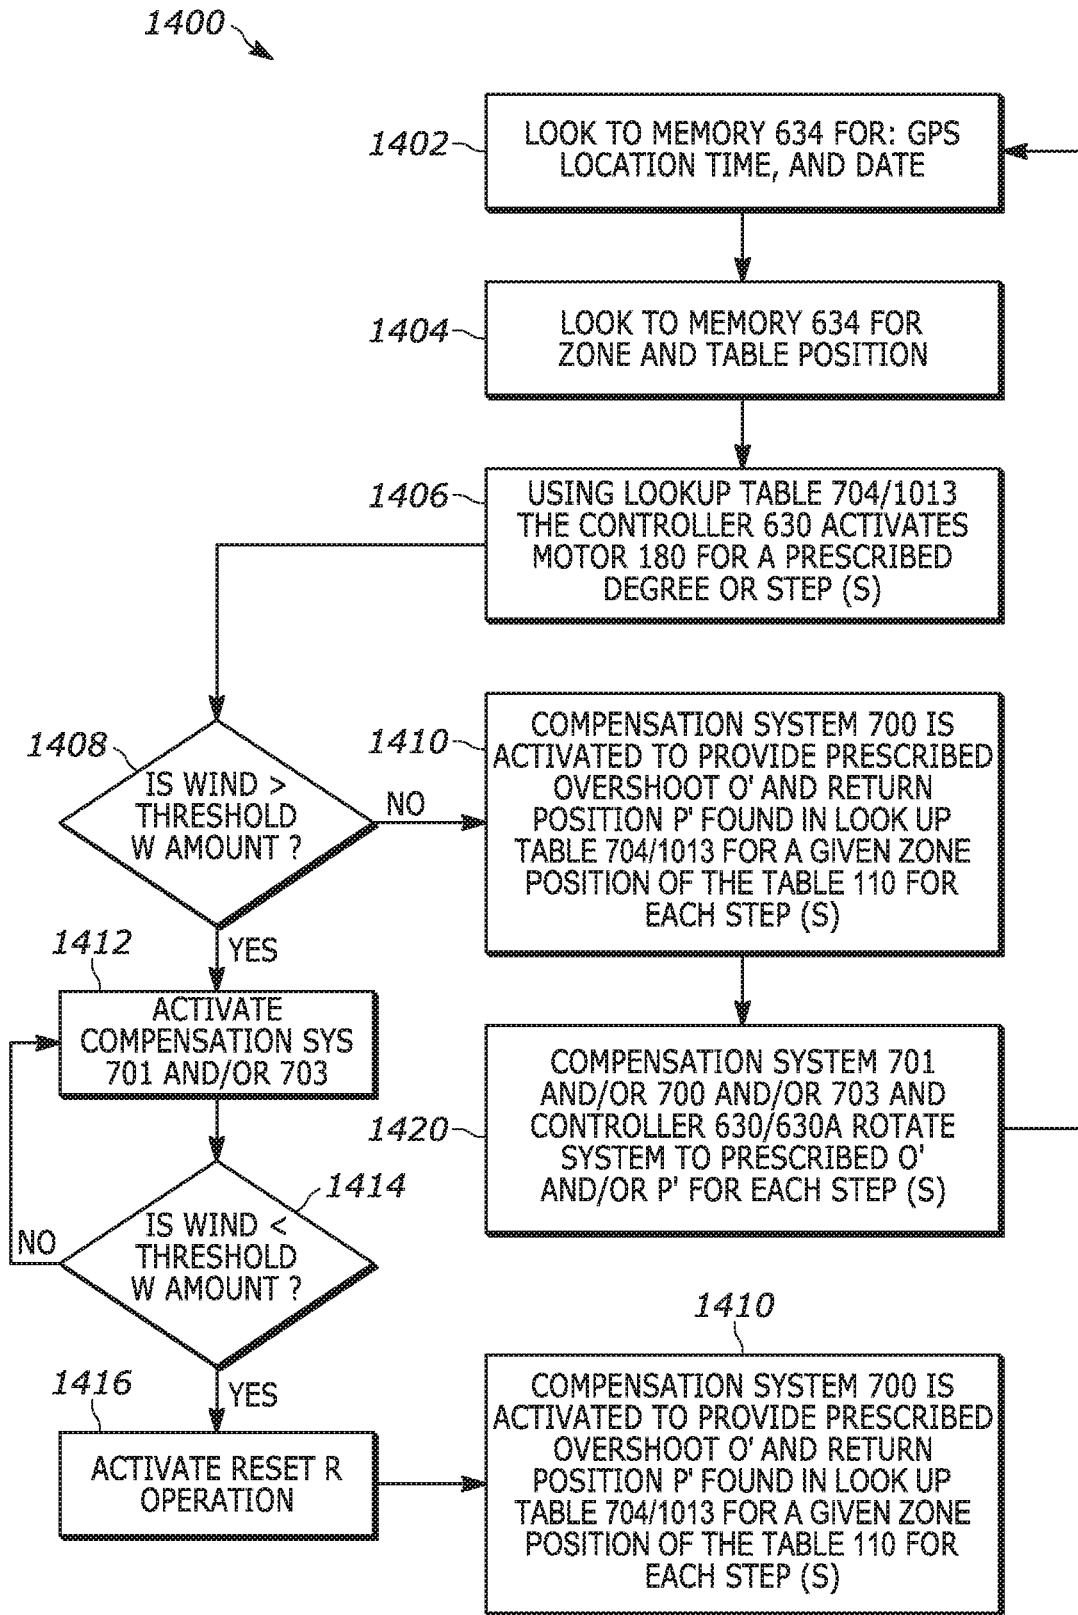 1400
1402
LOOK TO MEMORY 634 FOR: GPS
LOCATION TIME, AND DATE
1404
LOOK TO MEMORY 634 FOR
ZONE AND TABLE POSITION
1406
USING LOOKUP TABLE 704/1013
THE CONTROLLER 630 ACTIVATES
MOTOR 180 FOR A PRESCRIBED
DEGREE OR STEP (S)
1408
IS WIND >
THRESHOLD
W AMOUNT ?
NO
YES
1410
COMPENSATION SYSTEM 700 IS
ACTIVATED TO PROVIDE PRESCRIBED
OVERSHOOT O' AND RETURN
POSITION P' FOUND IN LOOK UP
TABLE 704/1013 FOR A GIVEN ZONE
POSITION OF THE TABLE 110 FOR
EACH STEP (S)
1412
ACTIVATE
COMPENSATION SYS
701 AND/OR 703
1420
COMPENSATION SYSTEM 701
AND/OR 700 AND/OR 703 AND
CONTROLLER 630/630A ROTATE
SYSTEM TO PRESCRIBED O'
AND/OR P' FOR EACH STEP (S)
1414
IS WIND <
THRESHOLD
W AMOUNT ?
NO
YES
1416
ACTIVATE RESET R
OPERATION
1410
COMPENSATION SYSTEM 700 IS
ACTIVATED TO PROVIDE PRESCRIBED
OVERSHOOT O' AND RETURN
POSITION P' FOUND IN LOOK UP
TABLE 704/1013 FOR A GIVEN ZONE
POSITION OF THE TABLE 110 FOR
EACH STEP (S)